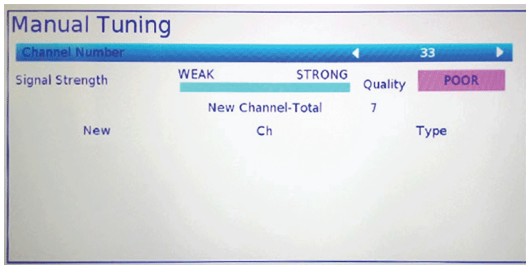 Manual Tuning
Channel Number 33
Signal Strength WEAK STRONG Quality POOR
New Channel-Total 7
New Ch Type